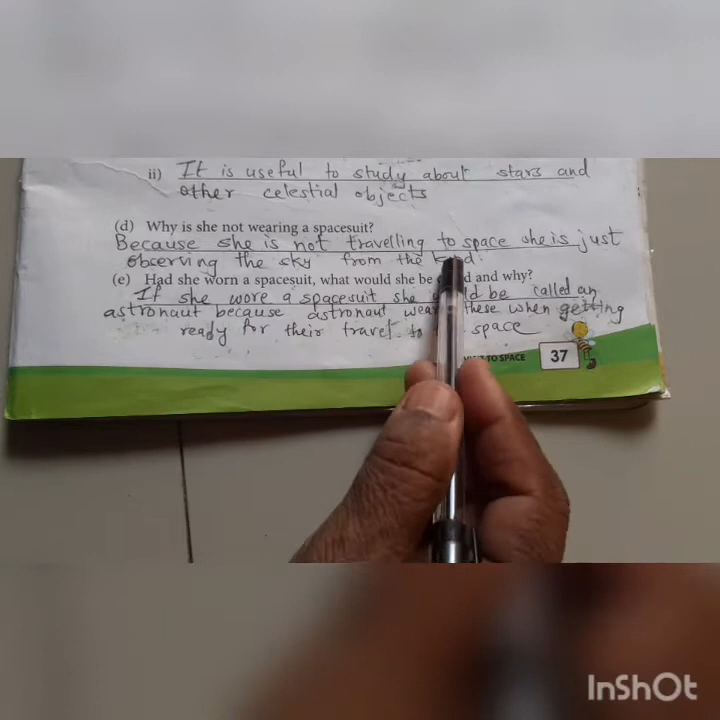 ii) It is useful to study about stars and
other celestial objects
(d) Why is she not wearing a spacesuit?
Because she is not travelling to space she is just
observing the sky from the
(e) Had she worn a spacesuit, what would she be and why?
If she wore a spacesuit she be called an
astronaut because astronaut these when getting
ready for their travel to space
TO SPACE
37
InShOt